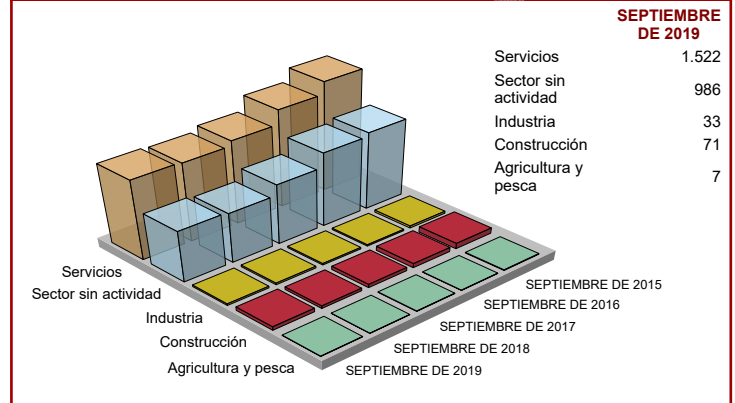 SEPTIEMBRE
DE 2019
Servicios 1.522
Sector sin
actividad 986
Industria 33
Construcción 71
Agricultura y
pesca 7
Servicios
Sector sin actividad
Industria
Construcción
Agricultura y pesca
SEPTIEMBRE DE 2015
SEPTIEMBRE DE 2016
SEPTIEMBRE DE 2017
SEPTIEMBRE DE 2018
SEPTIEMBRE DE 2019